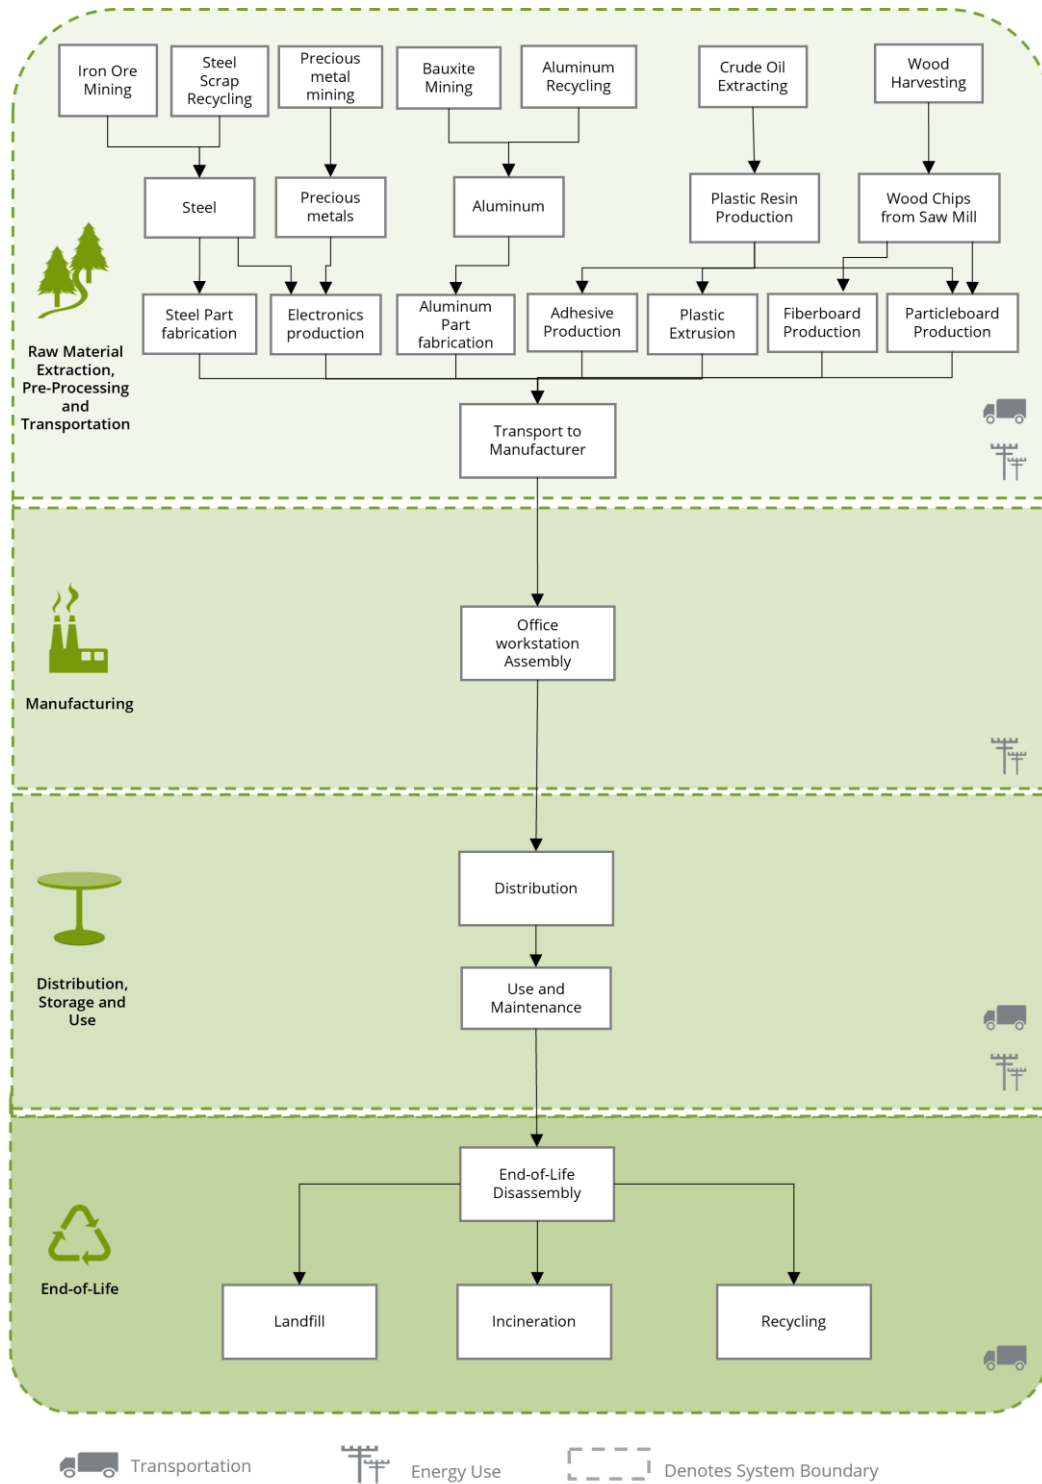 Iron Ore
Mining
Steel
Scrap
Recycling
Precious
metal
mining
Bauxite
Mining
Aluminum
Recycling
Crude Oil
Extracting
Wood
Harvesting
Steel
Precious
metals
Aluminum
Plastic Resin
Production
Wood Chips
from Saw Mill
Steel Part
fabrication
Electronics
production
Aluminum
Part
fabrication
Adhesive
Production
Plastic
Extrusion
Fiberboard
Production
Particleboard
Production
Raw Material
Extraction,
Pre-Processing
and
Transportation
Transport to
Manufacturer
Office
workstation
Assembly
Manufacturing
Distribution
Distribution,
Storage and
Use
Use and
Maintenance
End-of-Life
Disassembly
End-of-Life
Landfill
Incineration
Recycling
Transportation
Energy Use
Denotes System Boundary